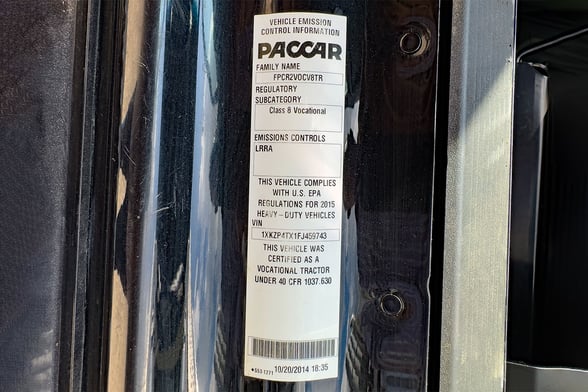 VEHICLE EMISSION
CONTROL INFORMATION
PACCAR
FAMILY NAME
FPCR2VOCV8TR
REGULATORY
SUBCATEGORY
Class 8 Vocational
EMISSIONS CONTROLS
LRRA
THIS VEHICLE COMPLIES
WITH U.S. EPA
REGULATIONS FOR 2015
HEAVY-DUTY VEHICLES
VIN
1XKZP4TX1FJ459743
THIS VEHICLE WAS
CERTIFIED AS A
VOCATIONAL TRACTOR
UNDER 40 CFR 1037.630
10/20/2014 18:35